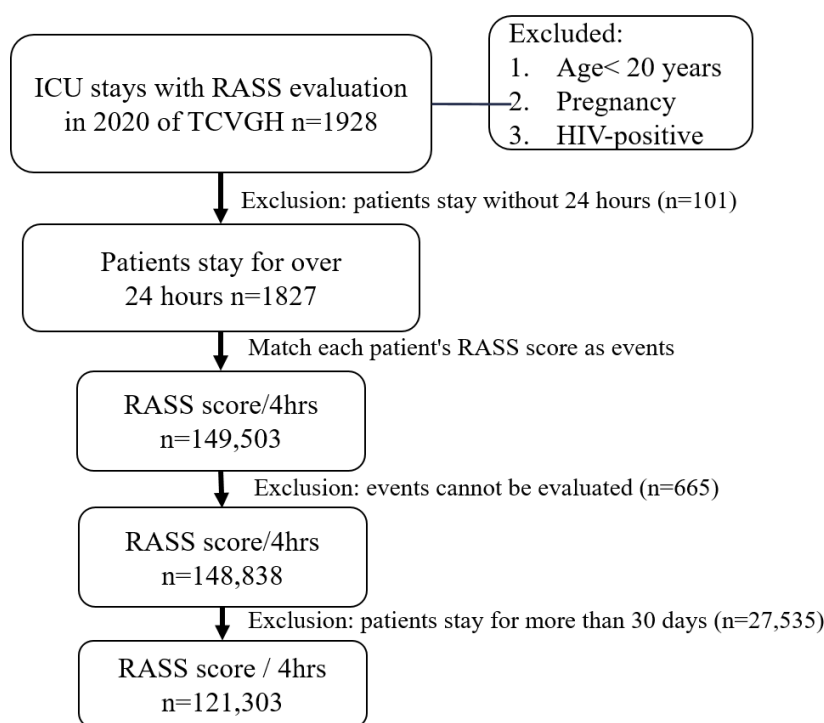 ICU stays with RASS evaluation
in 2020 of TCVGH n=1928
Excluded:
1. Age< 20 years
2. Pregnancy
3. HIV-positive
Exclusion: patients stay without 24 hours (n=101)
Patients stay for over
24 hours n=1827
Match each patient's RASS score as events
RASS score/4hrs
n=149,503
Exclusion: events cannot be evaluated (n=665)
RASS score/4hrs
n=148,838
Exclusion: patients stay for more than 30 days (n=27,535)
RASS score / 4hrs
n=121,303